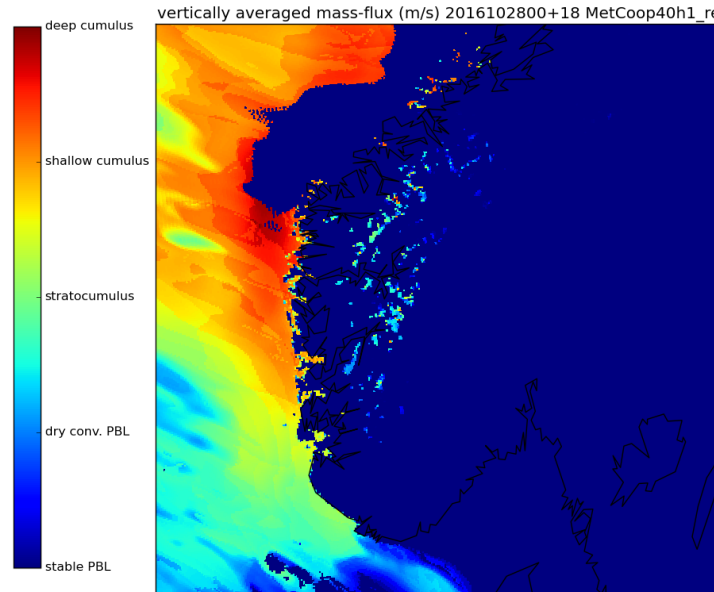 vertically averaged mass-flux (m/s) 2016102800+18 MetCoop40h1_re
deep cumulus
shallow cumulus
stratocumulus
dry conv. PBL
stable PBL